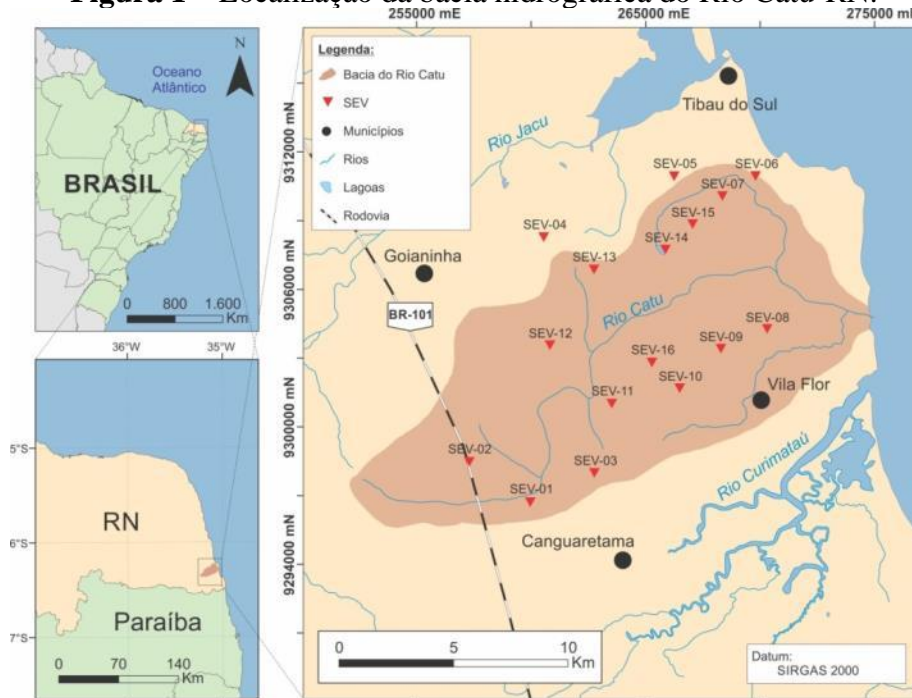 Figura 1 – Localização da bacia hidrográfica do Rio Catu-RN.
Oceano
Atlântico
N
BRASIL
0 800 1.600
Km
36°W 35°W
5°S
RN
6°S
Paraíba
7°S
0 70 140
Km
255000 mE 265000 mE 275000 mE
9312000 mN
9306000 mN
9300000 mN
9294000 mN
Legenda:
Bacia do Rio Catu
SEV
Municípios
Rios
Lagoas
Rodovia
Tibau do Sul
Rio Jacu
SEV-05
SEV-06
SEV-07
SEV-15
SEV-04
SEV-14
Goianinha
SEV-13
Rio Catu
BR-101
SEV-08
SEV-12
SEV-09
SEV-16
SEV-10
Vila Flor
SEV-11
SEV-02
SEV-03
Rio Curimataú
SEV-01
Canguaretama
0 5 10
Km
Datum:
SIRGAS 2000